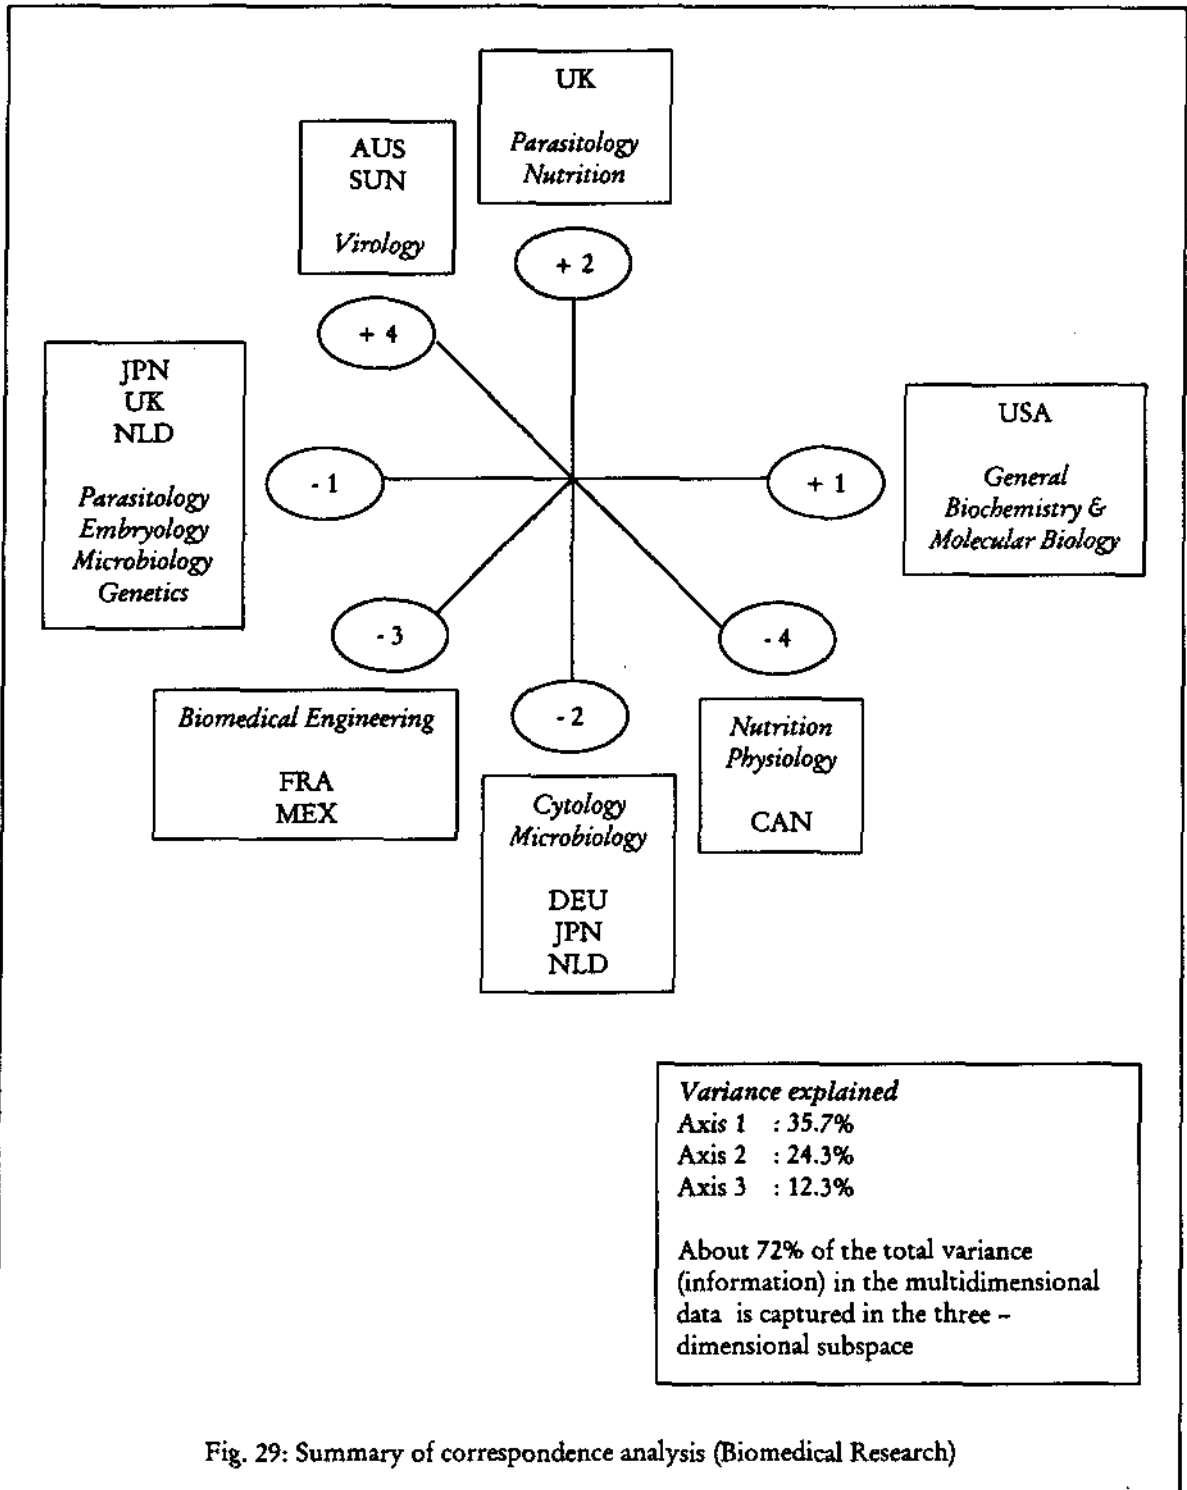 UK
Parasitology
Nutrition
AUS
SUN
Virology
+ 2
+ 4
JPN
UK
NLD
Parasitology
Embryology
Microbiology
Genetics
- 1
+ 1
USA
General
Biochemistry &
Molecular Biology
- 3
- 2
- 4
Biomedical Engineering
FRA
MEX
Cytology
Microbiology
DEU
JPN
NLD
Nutrition
Physiology
CAN
Variance explained
Axis 1 : 35.7%
Axis 2 : 24.3%
Axis 3 : 12.3%
About 72% of the total variance
(information) in the multidimensional
data is captured in the three –
dimensional subspace
Fig. 29: Summary of correspondence analysis (Biomedical Research)